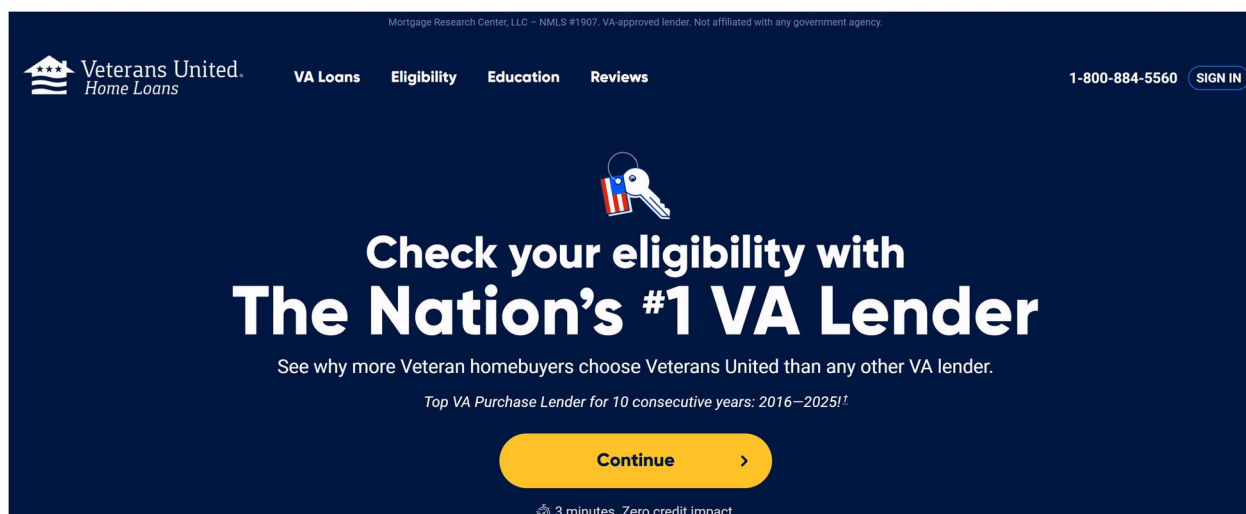 Mortgage Research Center, LLC – NMLS #1907. VA-approved lender. Not affiliated with any government agency.
Veterans United®
Home Loans
VA Loans Eligibility Education Reviews
1-800-884-5560 SIGN IN
Check your eligibility with
The Nation's #1 VA Lender
See why more Veteran homebuyers choose Veterans United than any other VA lender.
Top VA Purchase Lender for 10 consecutive years: 2016—2025!†
Continue
3 minutes. Zero credit impact.